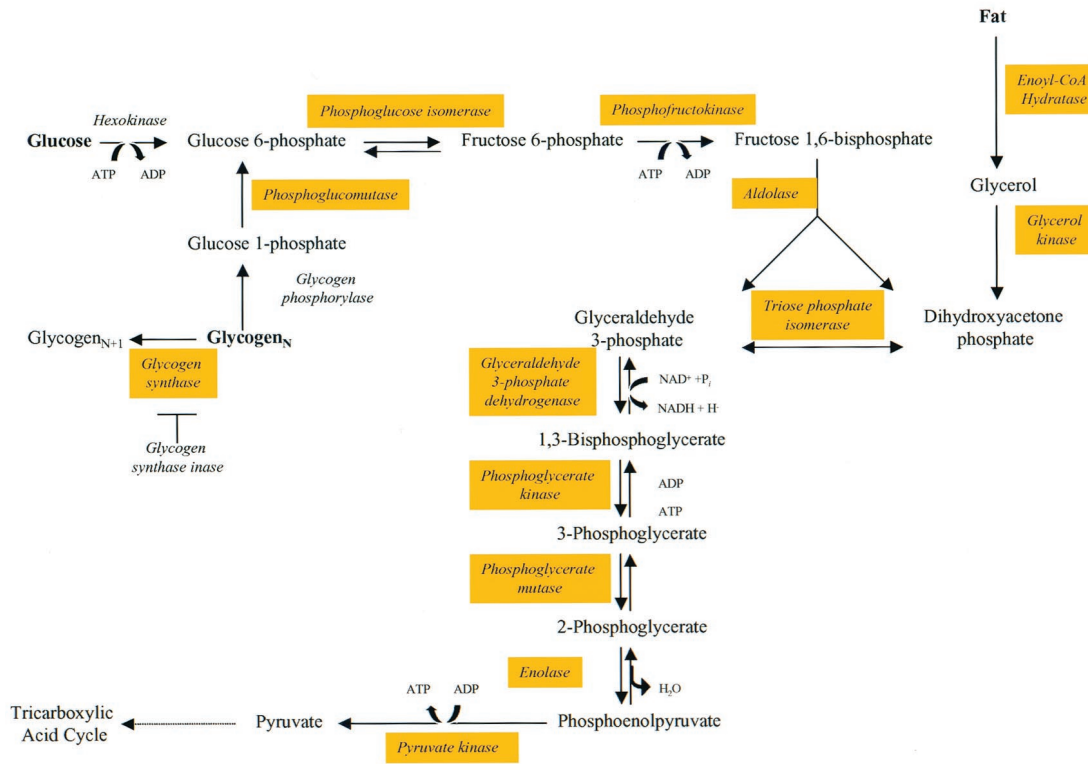 Fat
Enoyl-CoA
Hydratase
Phosphoglucose isomerase
Phosphofructokinase
Hexokinase
Glucose
Glucose 6-phosphate
Fructose 6-phosphate
Fructose 1,6-bisphosphate
ATP
ADP
ATP
ADP
Phosphoglucomutase
Aldolase
Glycerol
Glucose 1-phosphate
Glycerol
kinase
Glycogen
phosphorylase
Triose phosphate
isomerase
Glyceraldehyde
3-phosphate
Dihydroxyacetone
phosphate
GlycogenN+1
GlycogenN
Glycogen
synthase
Glyceraldehyde
3-phosphate
dehydrogenase
NAD+ +Pi
NADH + H-
Glycogen
synthase inase
1,3-Bisphosphoglycerate
Phosphoglycerate
kinase
ADP
ATP
3-Phosphoglycerate
Phosphoglycerate
mutase
2-Phosphoglycerate
Enolase
H2O
ATP
ADP
Tricarboxylic
Acid Cycle
Pyruvate
Phosphoenolpyruvate
Pyruvate kinase